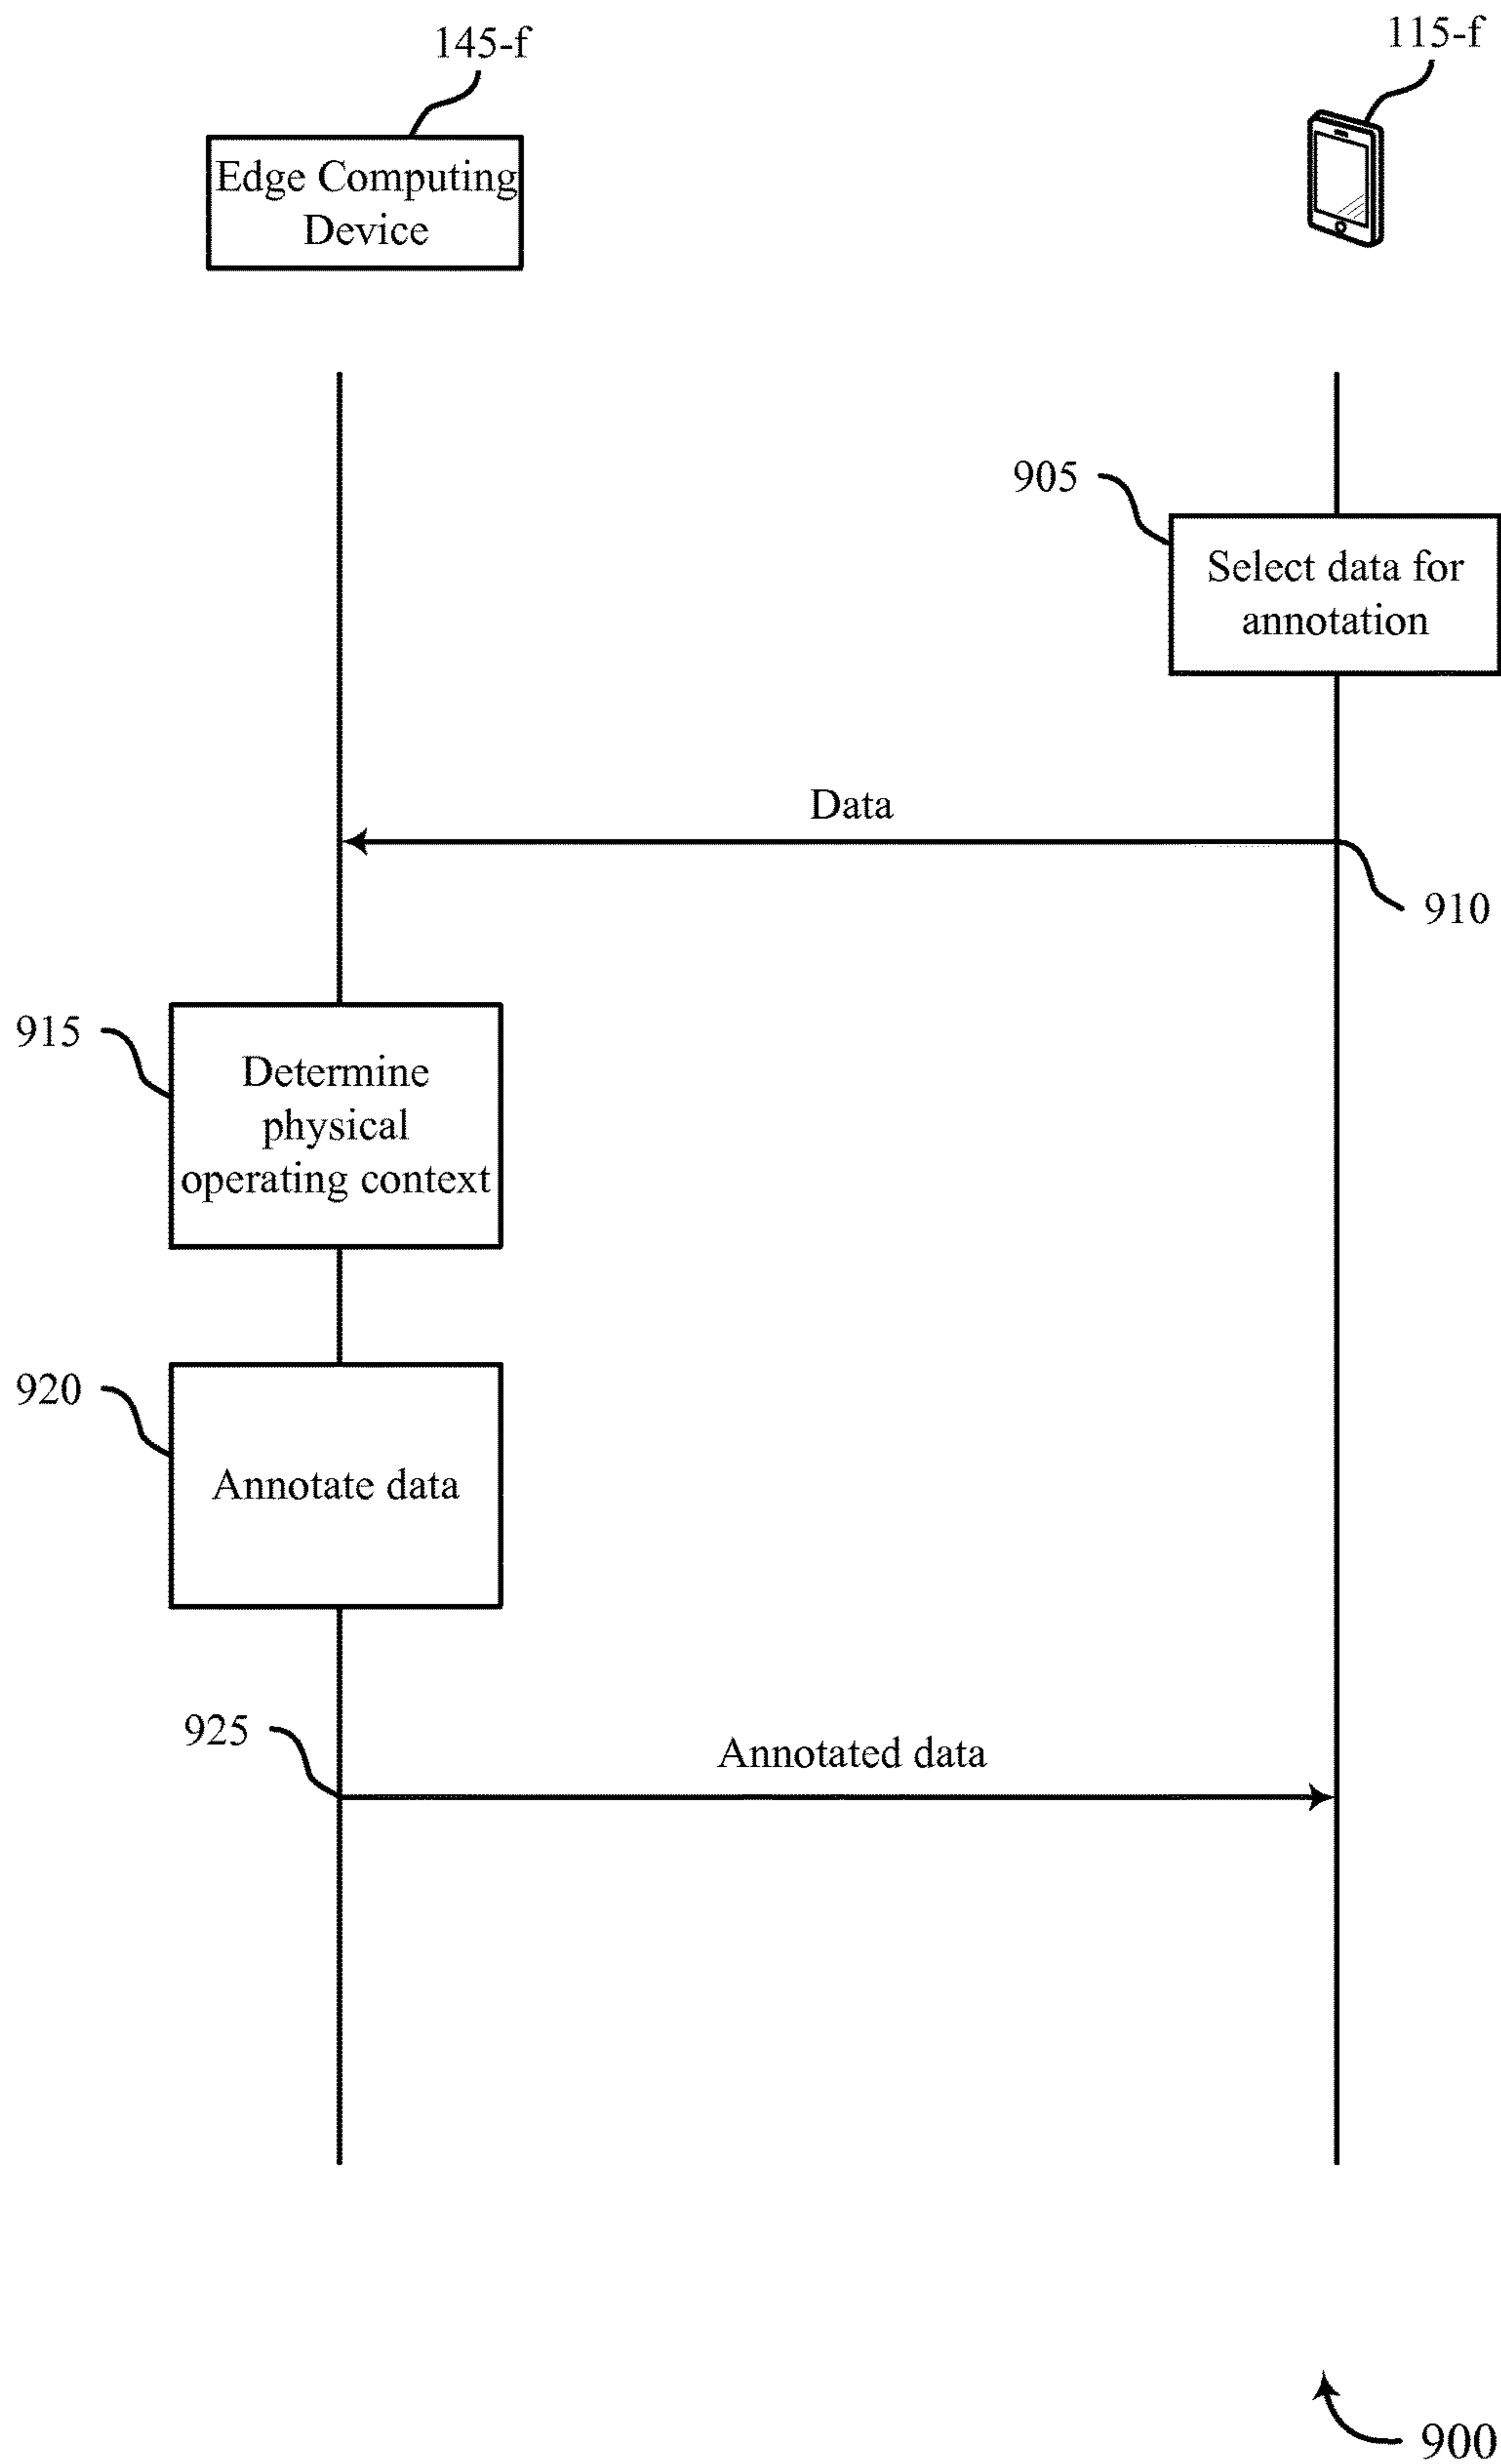 145-f
115-f
Edge Computing
Device
905
Select data for
annotation
Data
910
915
Determine
physical
operating context
920
Annotate data
925
Annotated data
900